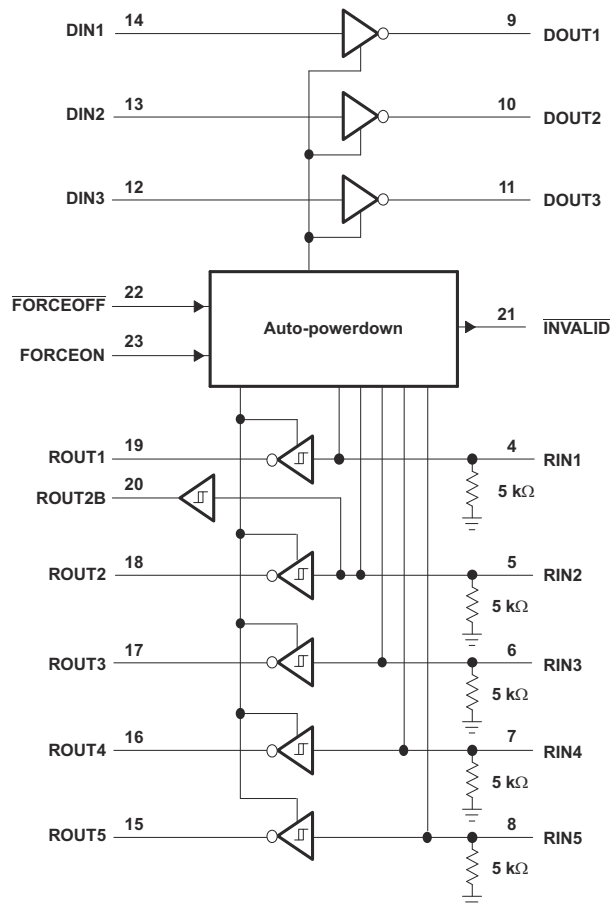 DIN1 14 9 DOUT1
DIN2 13 10 DOUT2
DIN3 12 11 DOUT3
FORCEOFF 22
Auto-powerdown 21 INVALID
FORCEON 23
ROUT1 19 4 RIN1
5 kΩ
ROUT2B 20
ROUT2 18 5 RIN2
5 kΩ
ROUT3 17 6 RIN3
5 kΩ
ROUT4 16 7 RIN4
5 kΩ
ROUT5 15 8 RIN5
5 kΩ